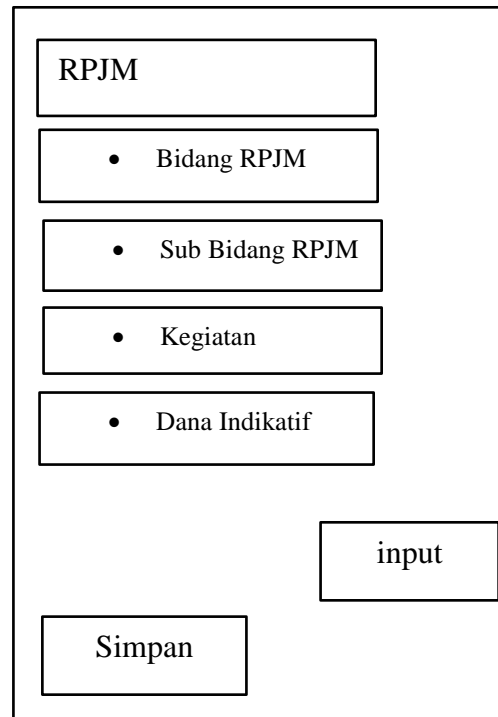 RPJM
• Bidang RPJM
• Sub Bidang RPJM
• Kegiatan
• Dana Indikatif
input
Simpan